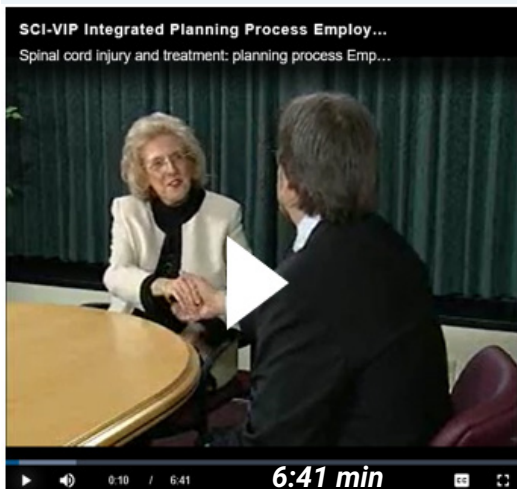 SCI-VIP Integrated Planning Process Employ...
Spinal cord injury and treatment: planning process Emp...
0:10 / 6:41
6:41 min
CC